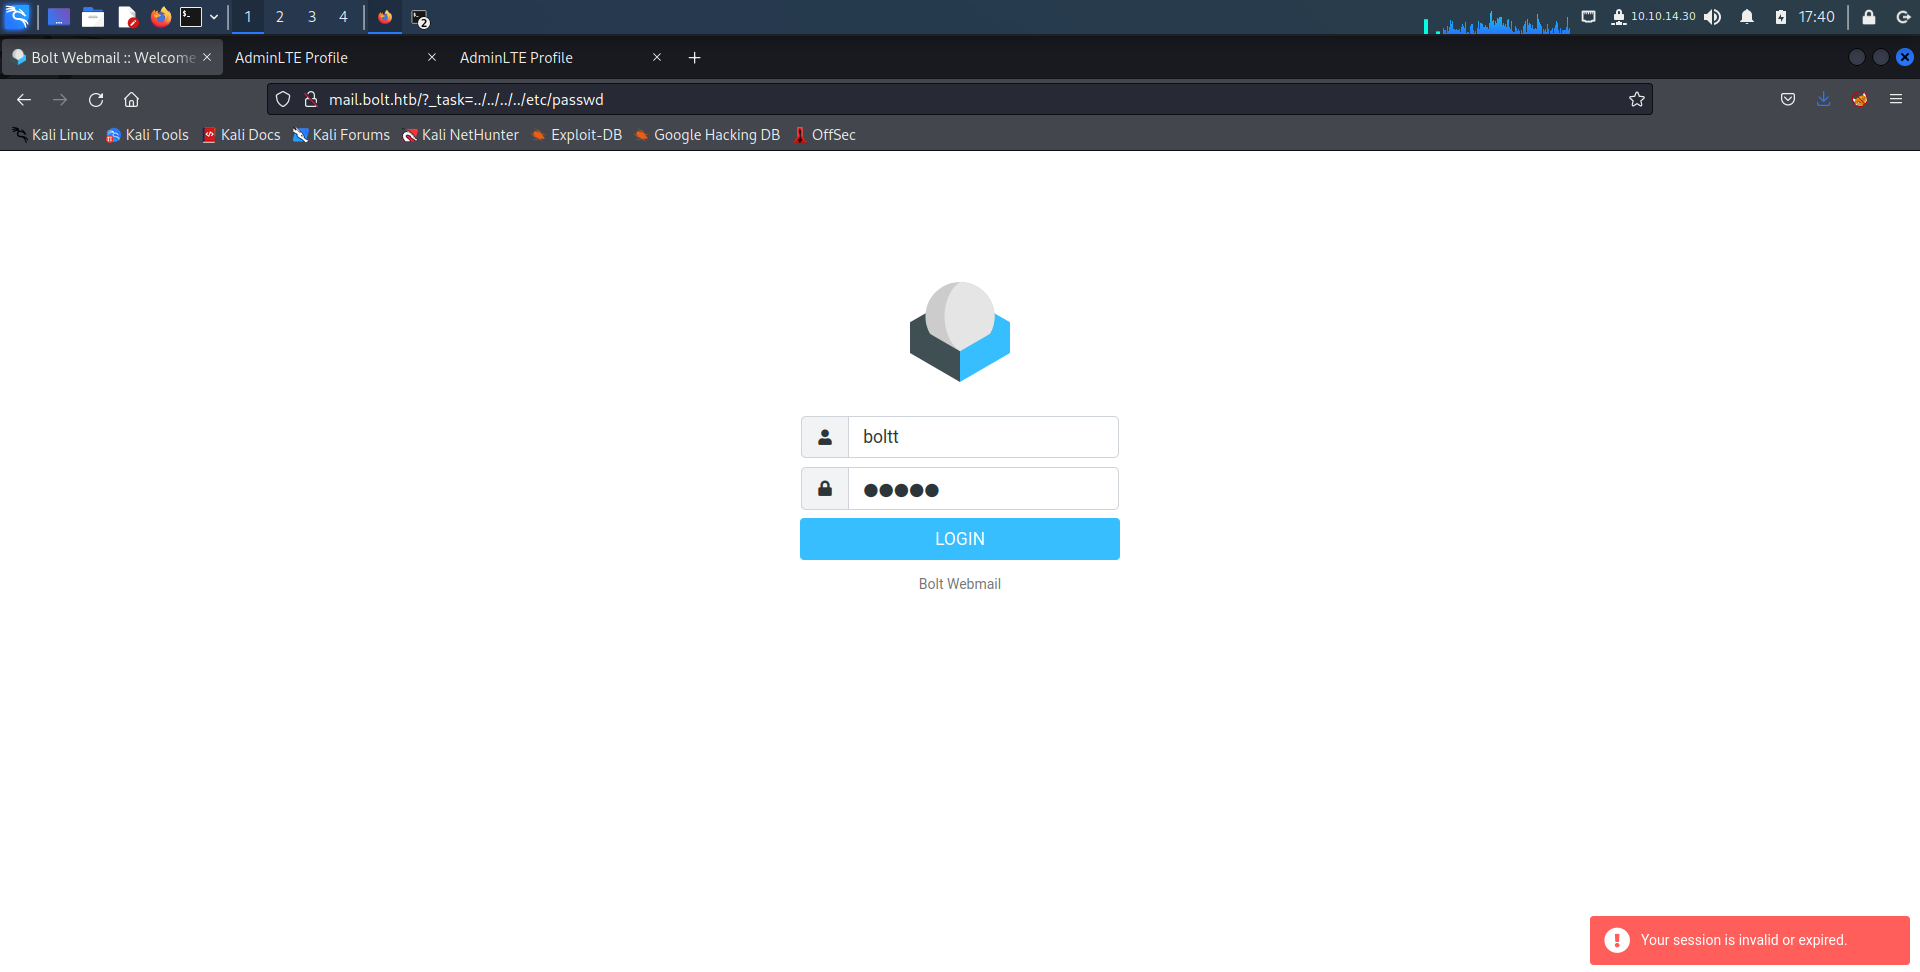 1 2 3 4 2 10.10.14.30 17:40
Bolt Webmail :: Welcome AdminLTE Profile AdminLTE Profile
mail.bolt.htb/?_task=../../../../etc/passwd
Kali Linux Kali Tools Kali Docs Kali Forums Kali NetHunter Exploit-DB Google Hacking DB OffSec
boltt
LOGIN
Bolt Webmail
Your session is invalid or expired.